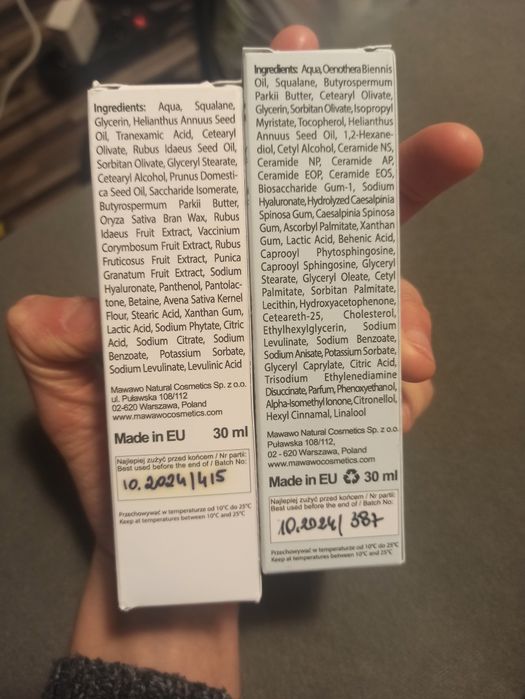 Ingredients: Aqua, Squalane,
Glycerin, Helianthus Annuus Seed
Oil, Tranexamic Acid, Cetearyl
Olivate, Rubus Idaeus Seed Oil,
Sorbitan Olivate, Glyceryl Stearate,
Cetearyl Alcohol, Prunus Domesti-
ca Seed Oil, Saccharide Isomerate,
Butyrospermum Parkii Butter,
Oryza Sativa Bran Wax, Rubus
Idaeus Fruit Extract, Vaccinium
Corymbosum Fruit Extract, Rubus
Fruticosus Fruit Extract, Punica
Granatum Fruit Extract, Sodium
Hyaluronate, Panthenol, Pantolac-
tone, Betaine, Avena Sativa Kernel
Flour, Stearic Acid, Xanthan Gum,
Lactic Acid, Sodium Phytate, Citric
Acid, Sodium Citrate, Sodium
Benzoate, Potassium Sorbate,
Sodium Levulinate, Levulinic Acid
Mawawo Natural Cosmetics Sp. z o.o.
ul. Puławska 108/112
02-620 Warszawa, Poland
www.mawawocosmetics.com
Made in EU 30 ml
Najlepiej zużyć przed końcem / Nr partii:
Best used before the end of / Batch No:
10.2024/415
Przechowywać w temperaturze od 10°C do 25°C
Keep at temperatures between 10°C and 25°C
Ingredients: Aqua, Oenothera Biennis
Oil, Squalane, Butyrospermum
Parkii Butter, Cetearyl Olivate,
Glycerin, Sorbitan Olivate, Isopropyl
Myristate, Tocopherol, Helianthus
Annuus Seed Oil, 1,2-Hexane-
diol, Cetyl Alcohol, Ceramide NS,
Ceramide NP, Ceramide AP,
Ceramide EOP, Ceramide EOS,
Biosaccharide Gum-1, Sodium
Hyaluronate, Hydrolyzed Caesalpinia
Spinosa Gum, Caesalpinia Spinosa
Gum, Ascorbyl Palmitate, Xanthan
Gum, Lactic Acid, Behenic Acid,
Caprooyl Phytosphingosine,
Caprooyl Sphingosine, Glyceryl
Stearate, Glyceryl Oleate, Cetyl
Palmitate, Sorbitan Palmitate,
Lecithin, Hydroxyacetophenone,
Ceteareth-25, Cholesterol,
Ethylhexylglycerin, Sodium
Levulinate, Sodium Benzoate,
Sodium Anisate, Potassium Sorbate,
Glyceryl Caprylate, Citric Acid,
Trisodium Ethylenediamine
Disuccinate, Parfum, Phenoxyethanol,
Alpha-Isomethyl Ionone, Citronellol,
Hexyl Cinnamal, Linalool
Mawawo Natural Cosmetics Sp. z o.o.
Puławska 108/112,
02 - 620 Warszawa, Poland
www.mawawocosmetics.com
Made in EU 30 ml
Najlepiej zużyć przed końcem / Nr partii:
Best used before the end of / Batch No:
10.2024/387
Przechowywać w temperaturze od 10°C do 25°C
Keep at temperatures between 10°C and 25°C